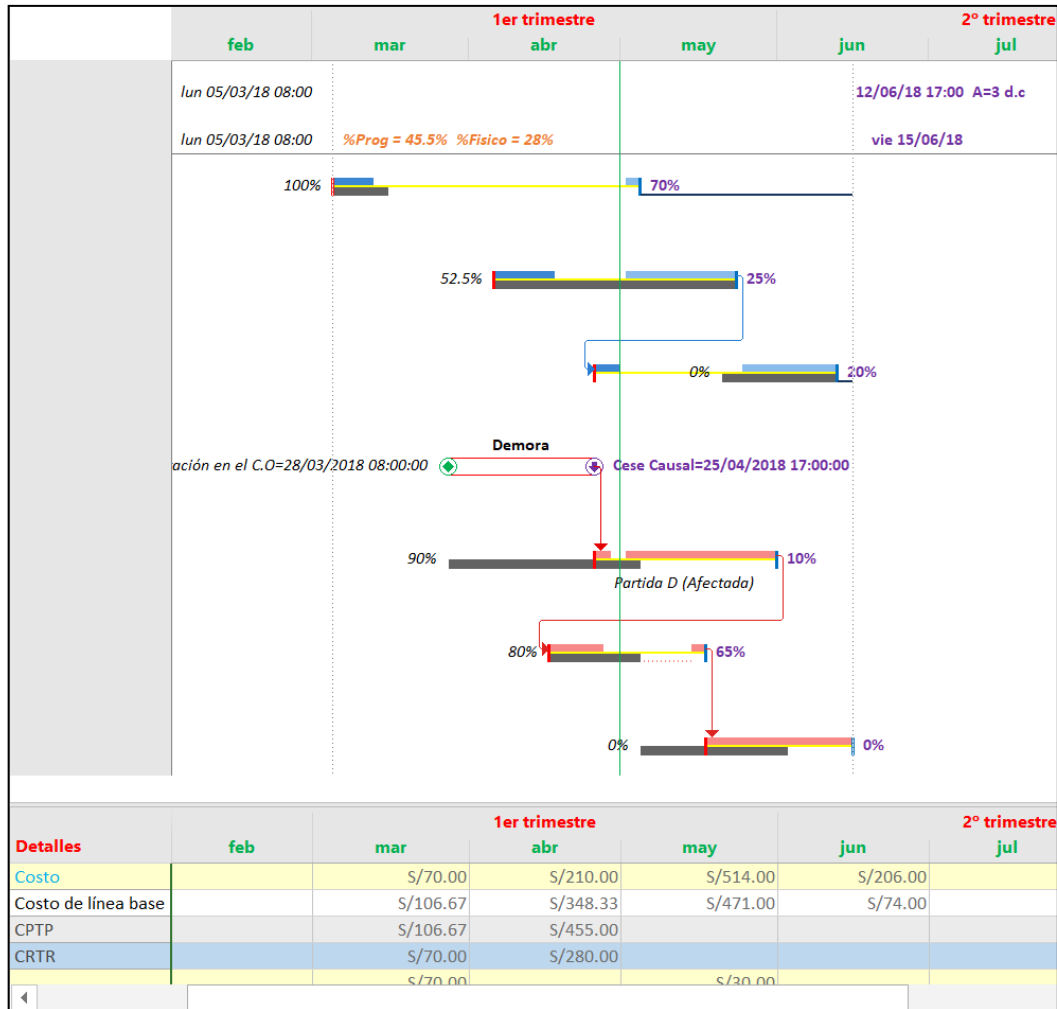 1er trimestre 2º trimestre
feb mar abr may jun jul
lun 05/03/18 08:00 12/06/18 17:00 A=3 d.c
lun 05/03/18 08:00 %Prog = 45.5% %Fisico = 28% vie 15/06/18
100% 70%
52.5% 25%
0% 20%
Demora
ación en el C.O=28/03/2018 08:00:00 Cese Causal=25/04/2018 17:00:00
90% 10%
Partida D (Afectada)
80% 65%
0% 0%
1er trimestre 2º trimestre
Detalles feb mar abr may jun jul
Costo S/70.00 S/210.00 S/514.00 S/206.00
Costo de línea base S/106.67 S/348.33 S/471.00 S/74.00
CPTP S/106.67 S/455.00
CRTR S/70.00 S/280.00
S/70.00 S/30.00